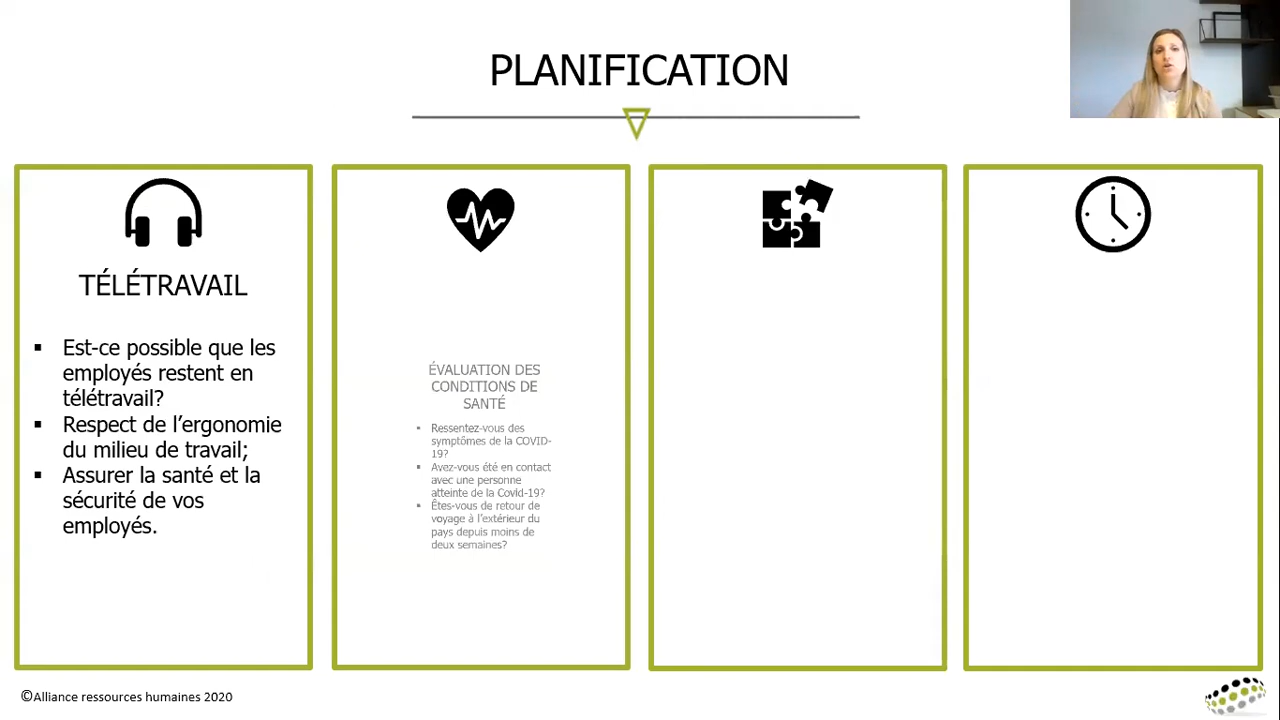 PLANIFICATION
TÉLÉTRAVAIL
▪ Est-ce possible que les
employés restent en
télétravail?
▪ Respect de l’ergonomie
du milieu de travail;
▪ Assurer la santé et la
sécurité de vos
employés.
ÉVALUATION DES
CONDITIONS DE
SANTÉ
▪ Ressentez-vous des
symptômes de la COVID-
19?
▪ Avez-vous été en contact
avec une personne
atteinte de la Covid-19?
▪ Êtes-vous de retour de
voyage à l’extérieur du
pays depuis moins de
deux semaines?
©Alliance ressources humaines 2020